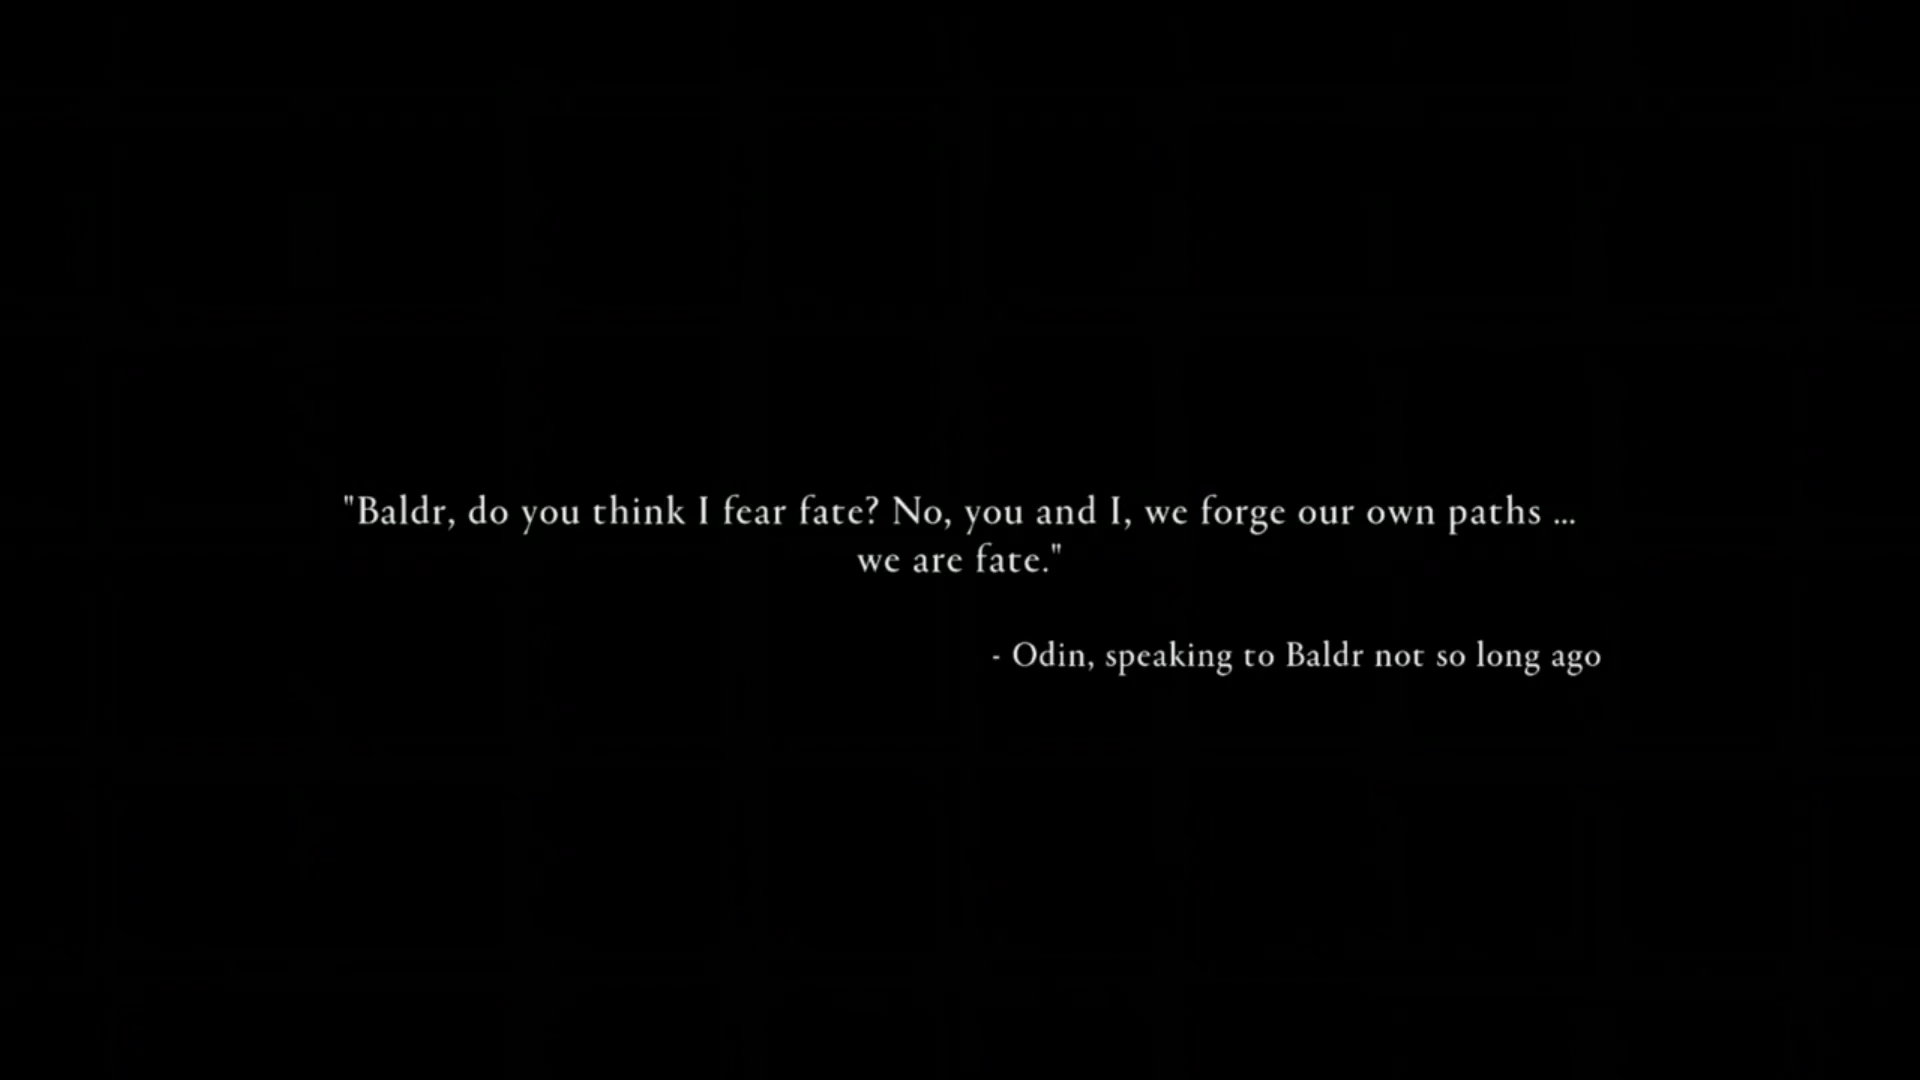 "Baldr, do you think I fear fate? No, you and I, we forge our own paths ...
we are fate."
- Odin, speaking to Baldr not so long ago